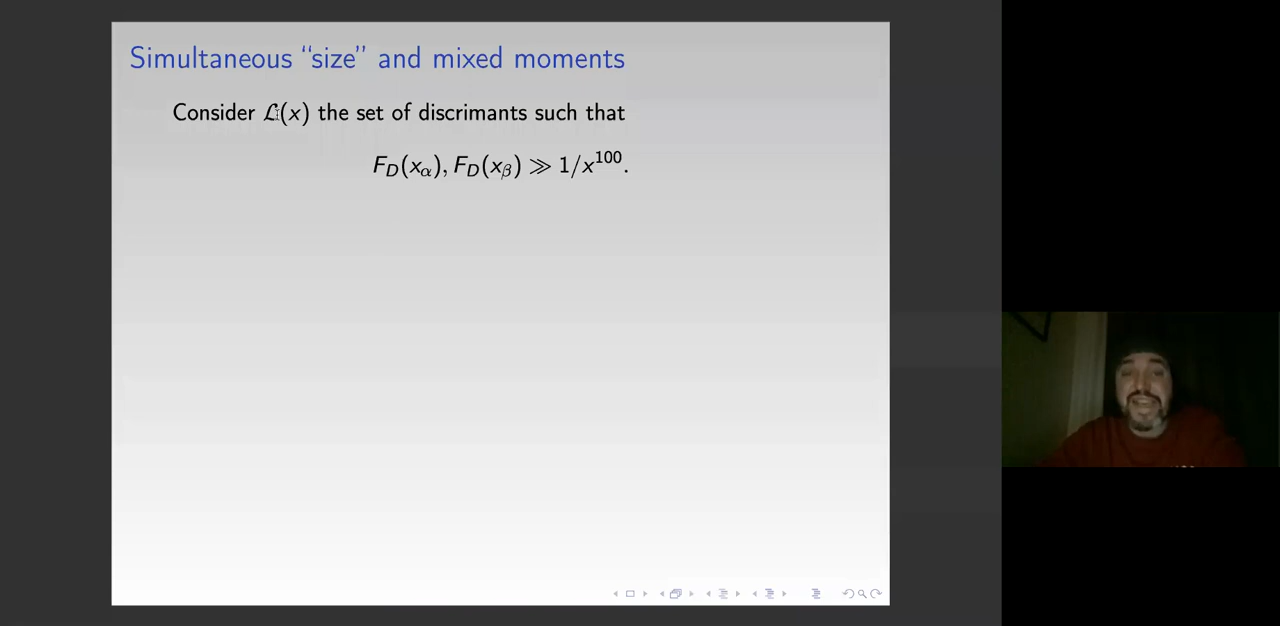 Simultaneous “size” and mixed moments
Consider ℒ(x) the set of discrimants such that
F_D(x_α), F_D(x_β) ≫ 1/x^100.